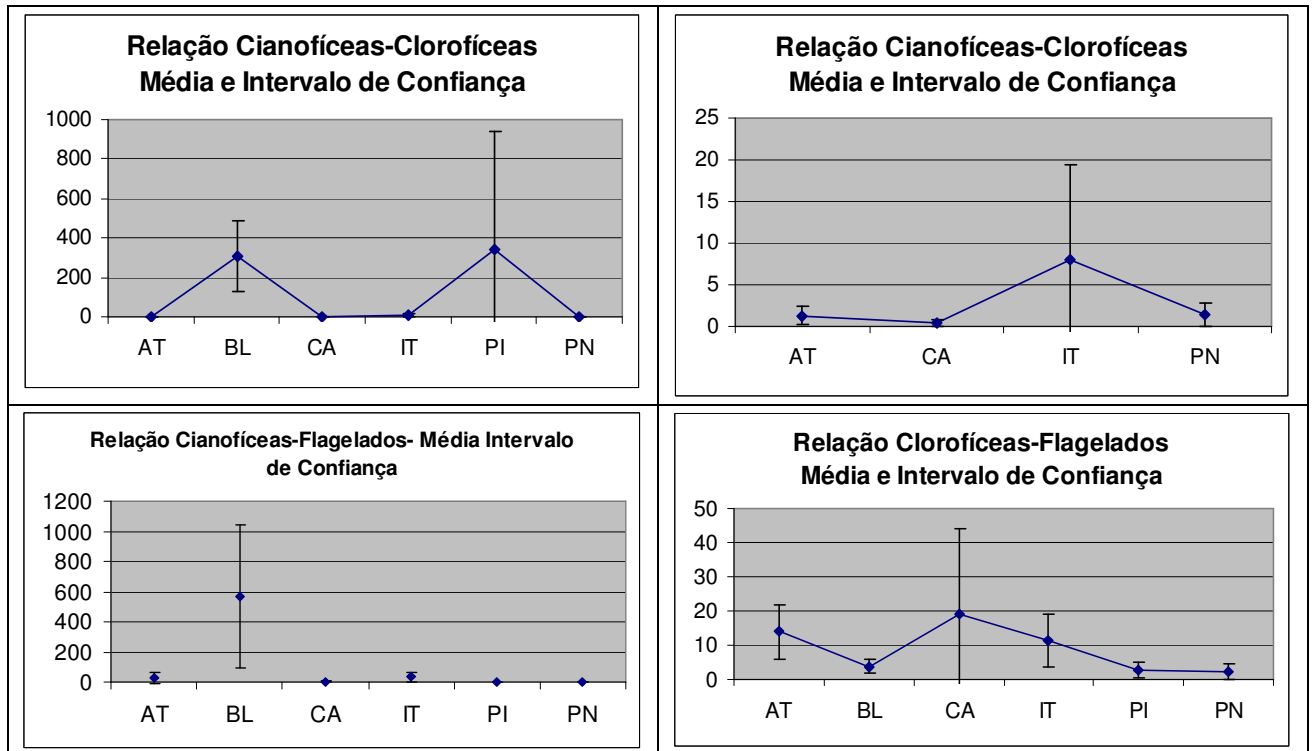 Relação Cianofíceas-Clorofíceas
Média e Intervalo de Confiança
1000
800
600
400
200
0
AT BL CA IT PI PN
Relação Cianofíceas-Clorofíceas
Média e Intervalo de Confiança
25
20
15
10
5
0
AT CA IT PN
Relação Cianofíceas-Flagelados- Média Intervalo
de Confiança
1200
1000
800
600
400
200
0
AT BL CA IT PI PN
Relação Clorofíceas-Flagelados
Média e Intervalo de Confiança
50
40
30
20
10
0
AT BL CA IT PI PN